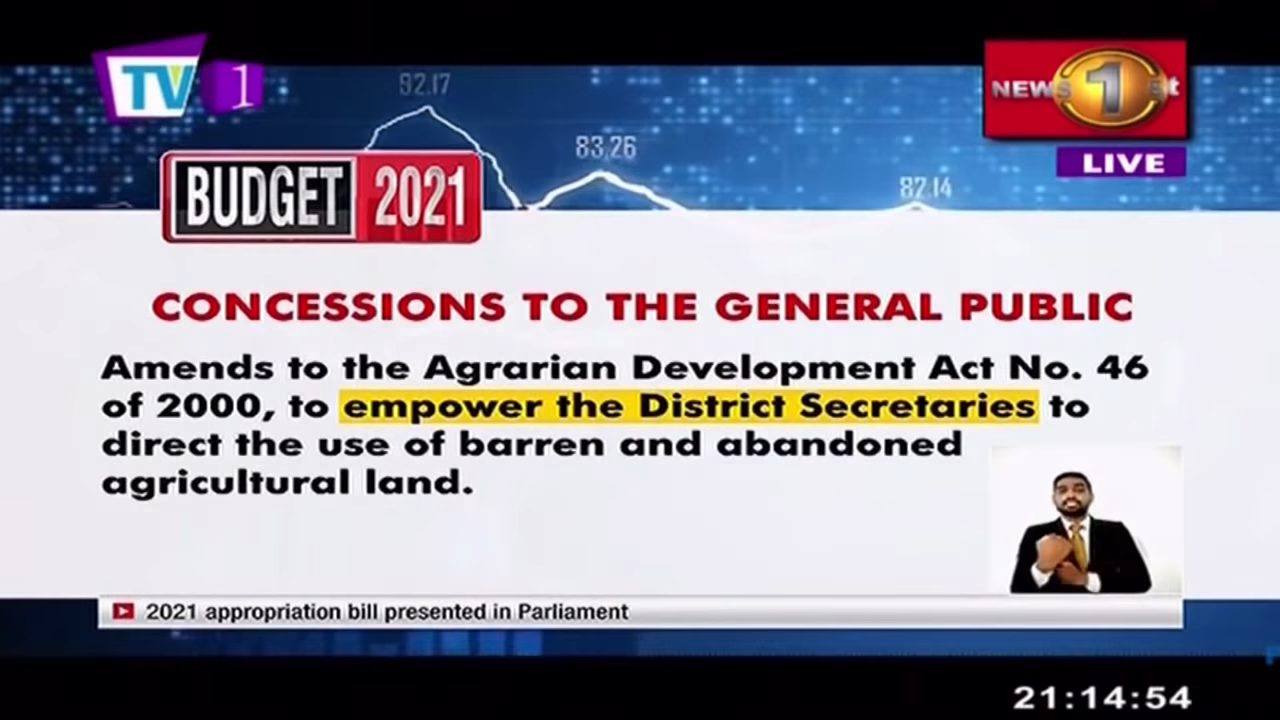 TV 1
92.17
NEWS 1st
83.26
LIVE
82.14
BUDGET 2021
CONCESSIONS TO THE GENERAL PUBLIC
Amends to the Agrarian Development Act No. 46
of 2000, to empower the District Secretaries to
direct the use of barren and abandoned
agricultural land.
2021 appropriation bill presented in Parliament
21:14:54